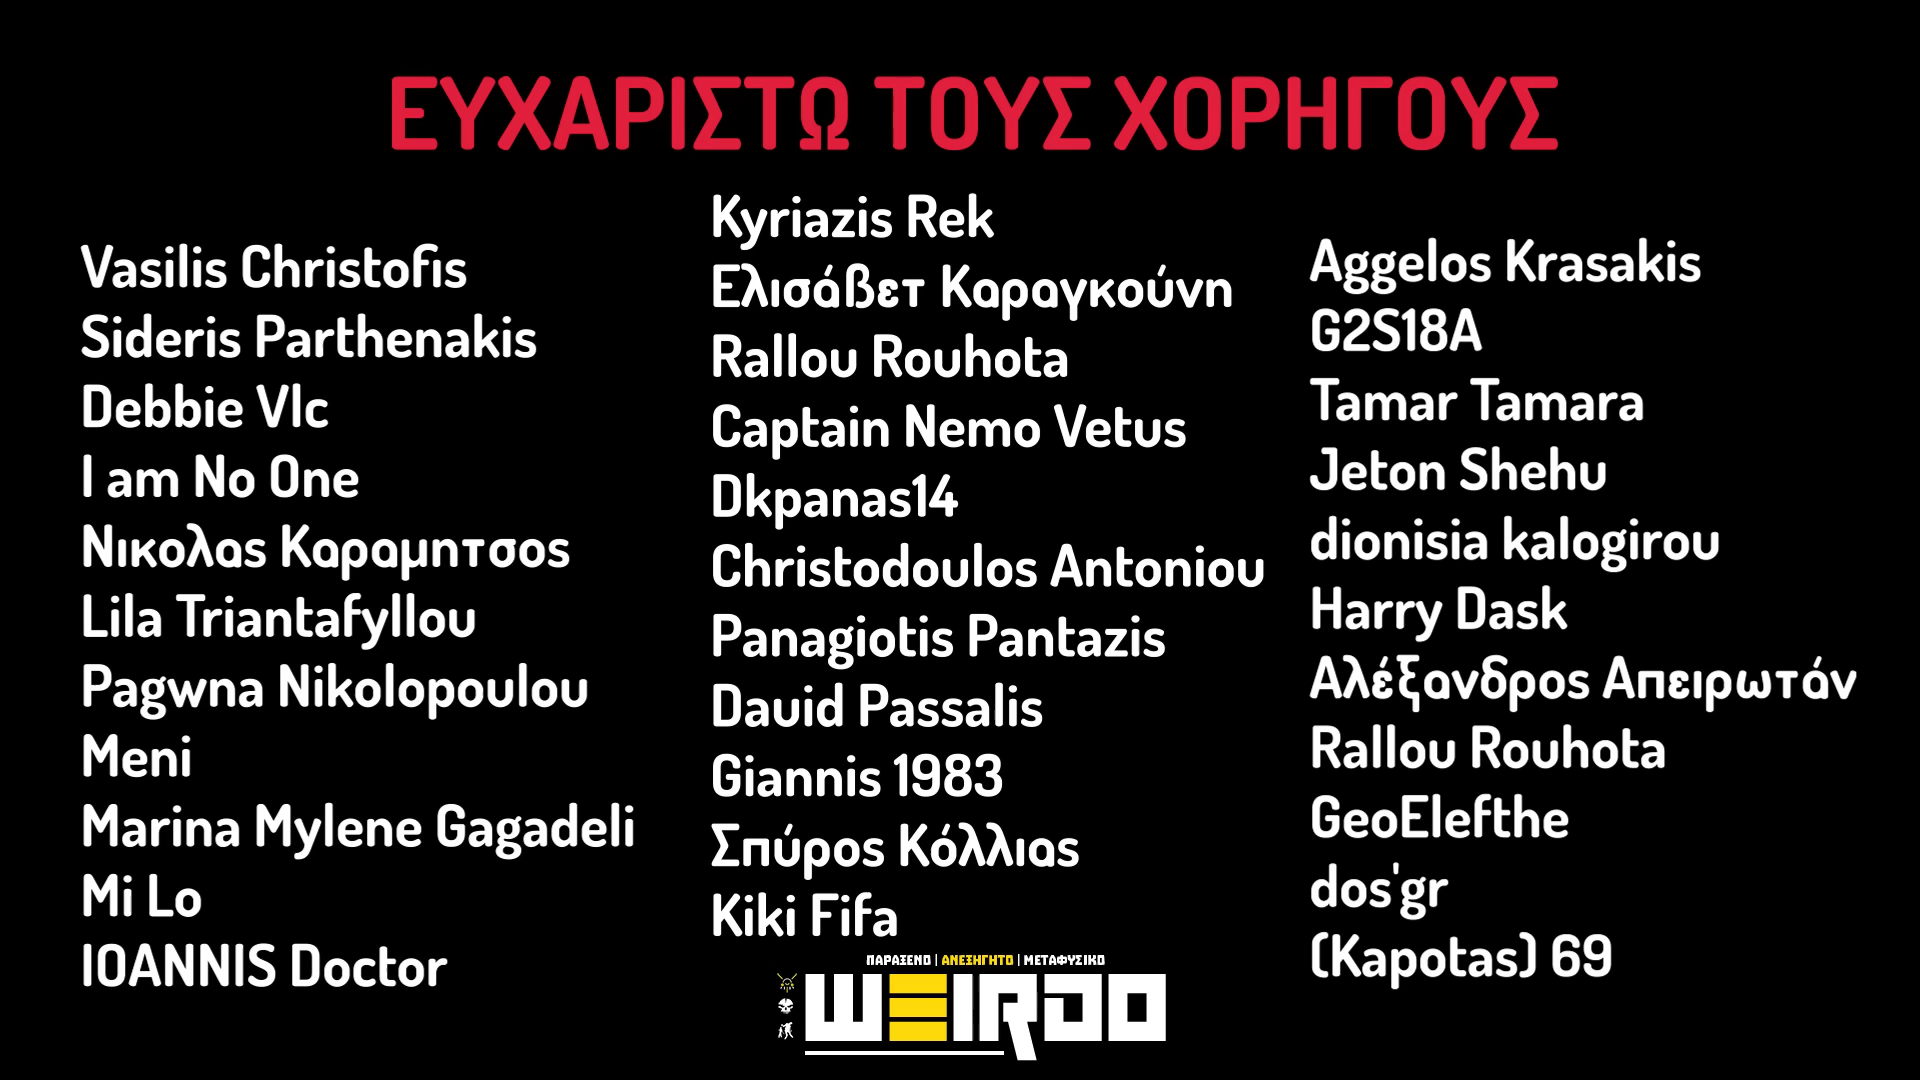 ΕΥΧΑΡΙΣΤΩ ΤΟΥΣ ΧΟΡΗΓΟΥΣ
Vasilis Christofis
Sideris Parthenakis
Debbie Vlc
I am No One
Νικολας Καραμητσος
Lila Triantafyllou
Pagwna Nikolopoulou
Meni
Marina Mylene Gagadeli
Mi Lo
IOANNIS Doctor
Kyriazis Rek
Ελισάβετ Καραγκούνη
Rallou Rouhota
Captain Nemo Vetus
Dkpanas14
Christodoulos Antoniou
Panagiotis Pantazis
David Passalis
Giannis 1983
Σπύρος Κόλλιας
Kiki Fifa
Aggelos Krasakis
G2S18A
Tamar Tamara
Jeton Shehu
dionisia kalogirou
Harry Dask
Αλέξανδρος Απειρωτάν
Rallou Rouhota
GeoElefthe
dos'gr
(Kapotas) 69
ΠΑΡΑΞΕΝΟ | ΑΝΕΞΗΓΗΤΟ | ΜΕΤΑΦΥΣΙΚΟ
WEIRDO